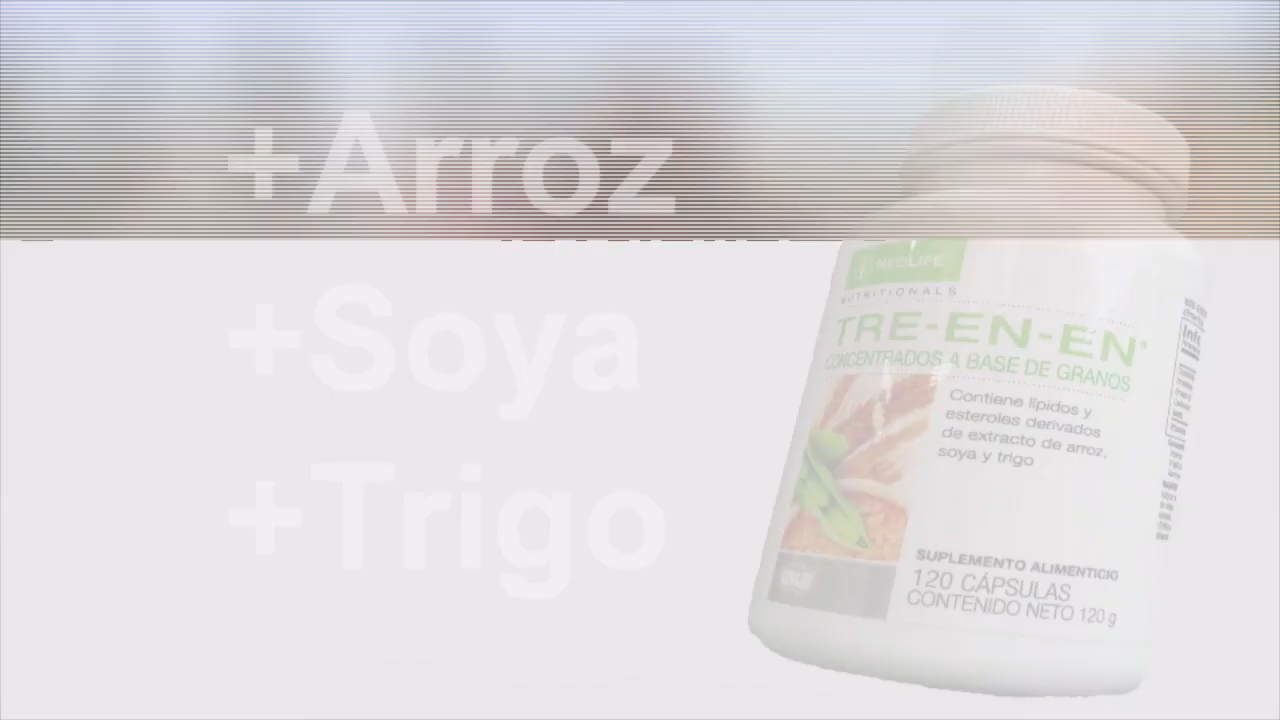 +Arroz
+Soya
+Trigo
NEOLIFE
NUTRITIONALS
TRE-EN-EN®
CONCENTRADOS A BASE DE GRANOS
Contiene lípidos y
esteroles derivados
de extracto de arroz,
soya y trigo
SUPLEMENTO ALIMENTICIO
120 CÁPSULAS
CONTENIDO NETO 120 g